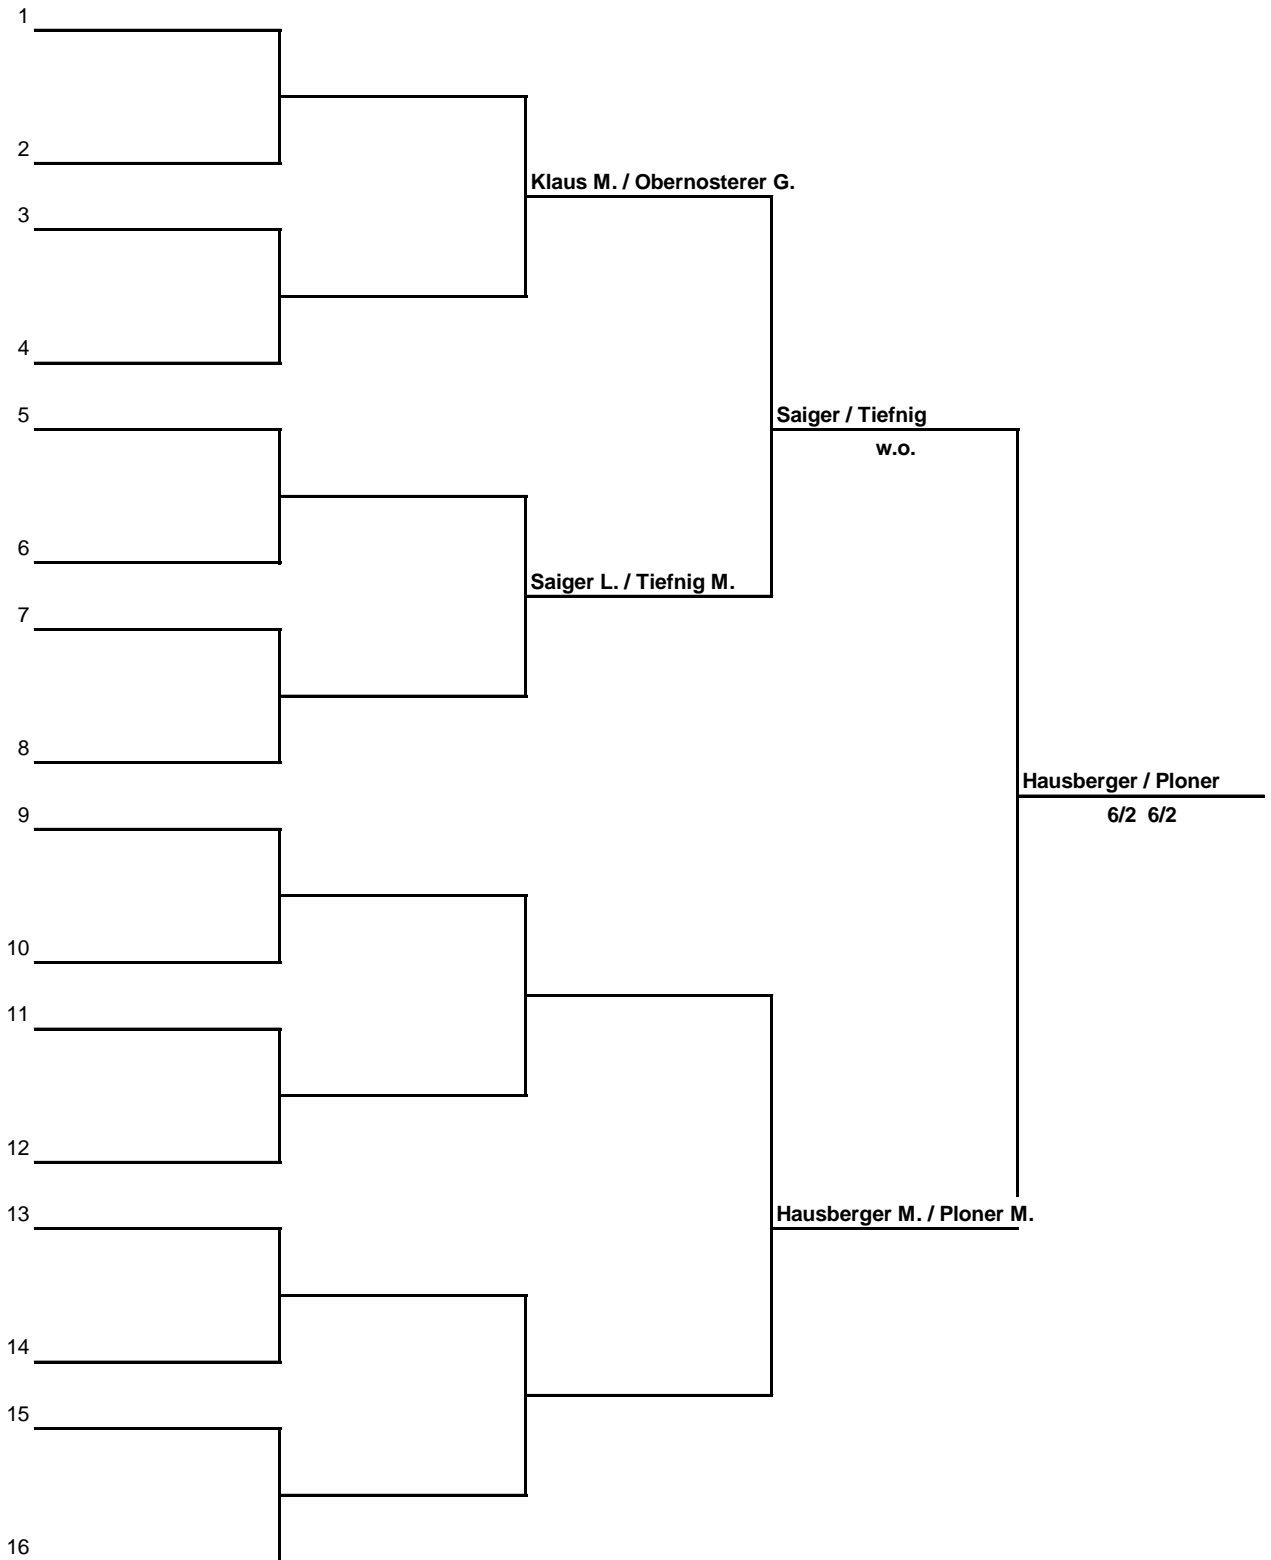 1
2
Klaus M. / Obernosterer G.
3
4
5
Saiger / Tiefnig
w.o.
6
Saiger L. / Tiefnig M.
7
8
Hausberger / Ploner
9
6/2 6/2
10
11
12
13
Hausberger M. / Ploner M.
14
15
16